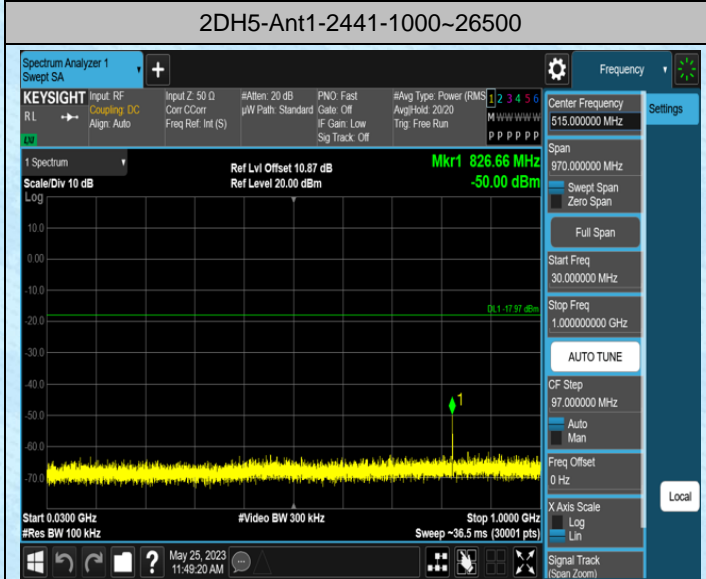 2DH5-Ant1-2441-1000~26500
Spectrum Analyzer 1
Swept SA
+
Frequency
KEYSIGHT
RL
Input: RF
Coupling: DC
Align: Auto
Input Z: 50 Ω
Corr CCorr
Freq Ref: Int (S)
#Atten: 20 dB
µW Path: Standard
PNO: Fast
Gate: Off
IF Gain: Low
Sig Track: Off
#Avg Type: Power (RMS
Avg|Hold: 20/20
Trig: Free Run
1 2 3 4 5 6
M W W W W W
P P P P P P
1 Spectrum
Scale/Div 10 dB
Log
Ref Lvl Offset 10.87 dB
Ref Level 20.00 dBm
Mkr1 826.66 MHz
-50.00 dBm
10.0
0.00
-10.0
-20.0
-30.0
-40.0
-50.0
-60.0
-70.0
DL1 -17.97 dBm
1
Start 0.0300 GHz
#Res BW 100 kHz
#Video BW 300 kHz
Stop 1.0000 GHz
Sweep ~36.5 ms (30001 pts)
May 25, 2023
11:49:20 AM
?
Center Frequency
515.000000 MHz
Settings
Span
970.000000 MHz
Swept Span
Zero Span
Full Span
Start Freq
30.000000 MHz
Stop Freq
1.000000000 GHz
AUTO TUNE
CF Step
97.000000 MHz
Auto
Man
Freq Offset
0 Hz
X Axis Scale
Log
Lin
Local
Signal Track
(Span Zoom)